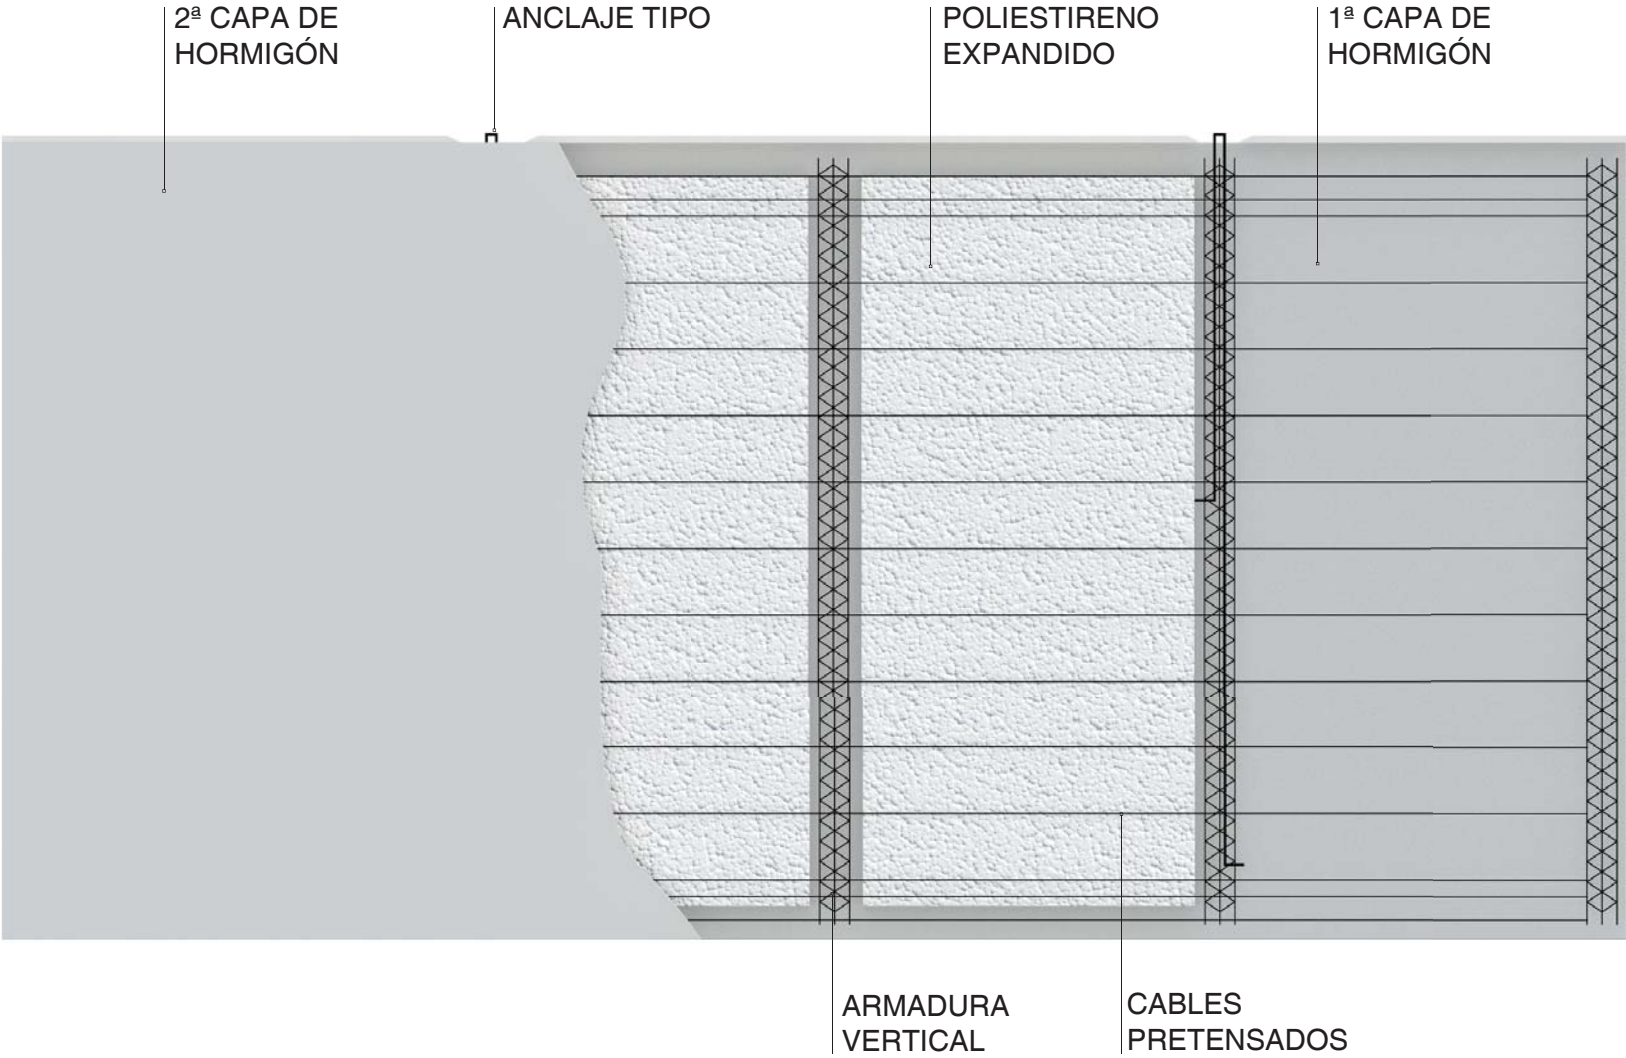 2ª CAPA DE
HORMIGÓN
ANCLAJE TIPO
POLIESTIRENO
EXPANDIDO
1ª CAPA DE
HORMIGÓN
ARMADURA
VERTICAL
CABLES
PRETENSADOS